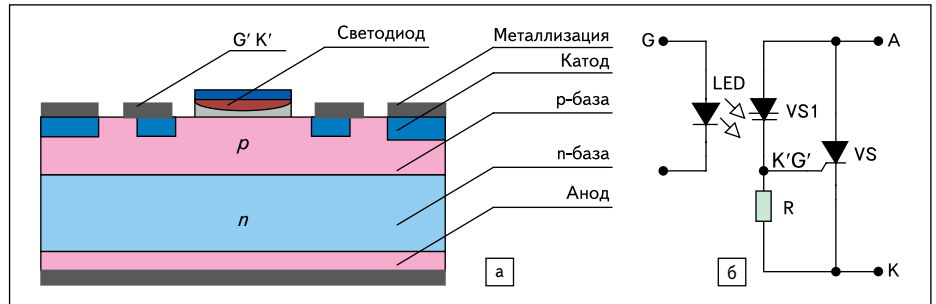 G′ K′
Светодиод
Металлизация
Катод
p-база
n-база
Анод
p
n
а
G
LED
VS1
A
K′G′
VS
R
K
б